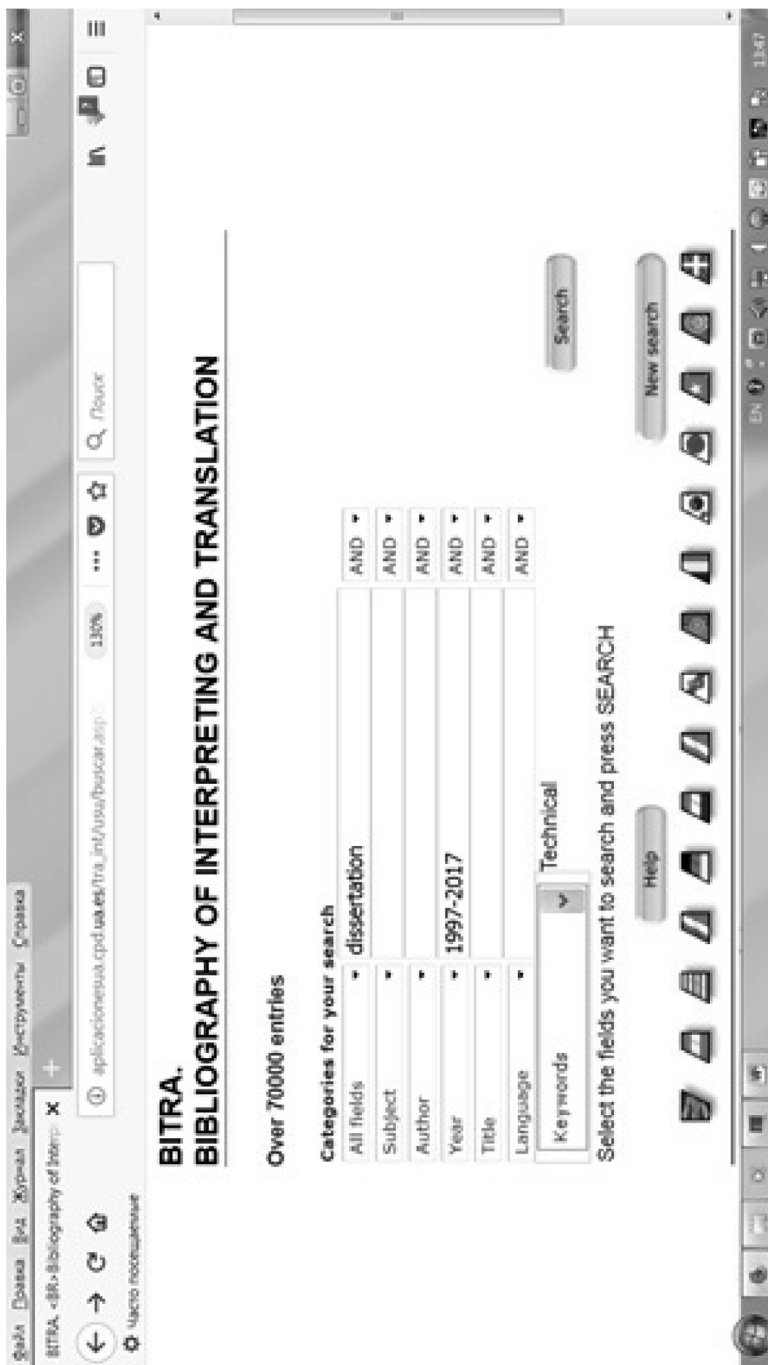 Файл Правка Вид Журнал Закладки Инструменты Справка
BITRA. <BR>Bibliography of Interp
aplicacionesua.cpd.ua.es/tra_int/usu/buscar.asp?
130%
Поиск
Часто посещаемые
BITRA.
BIBLIOGRAPHY OF INTERPRETING AND TRANSLATION
Over 70000 entries
Categories for your search
All fields dissertation AND
Subject AND
Author AND
Year 1997-2017 AND
Title AND
Language AND
Keywords Technical
Search
Select the fields you want to search and press SEARCH
Help New search
EN 13:47